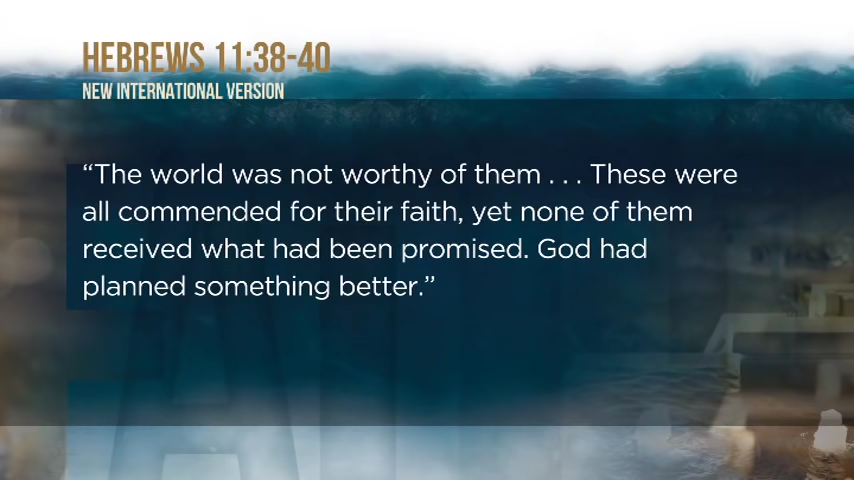 HEBREWS 11:38-40
NEW INTERNATIONAL VERSION
“The world was not worthy of them . . . These were
all commended for their faith, yet none of them
received what had been promised. God had
planned something better.”